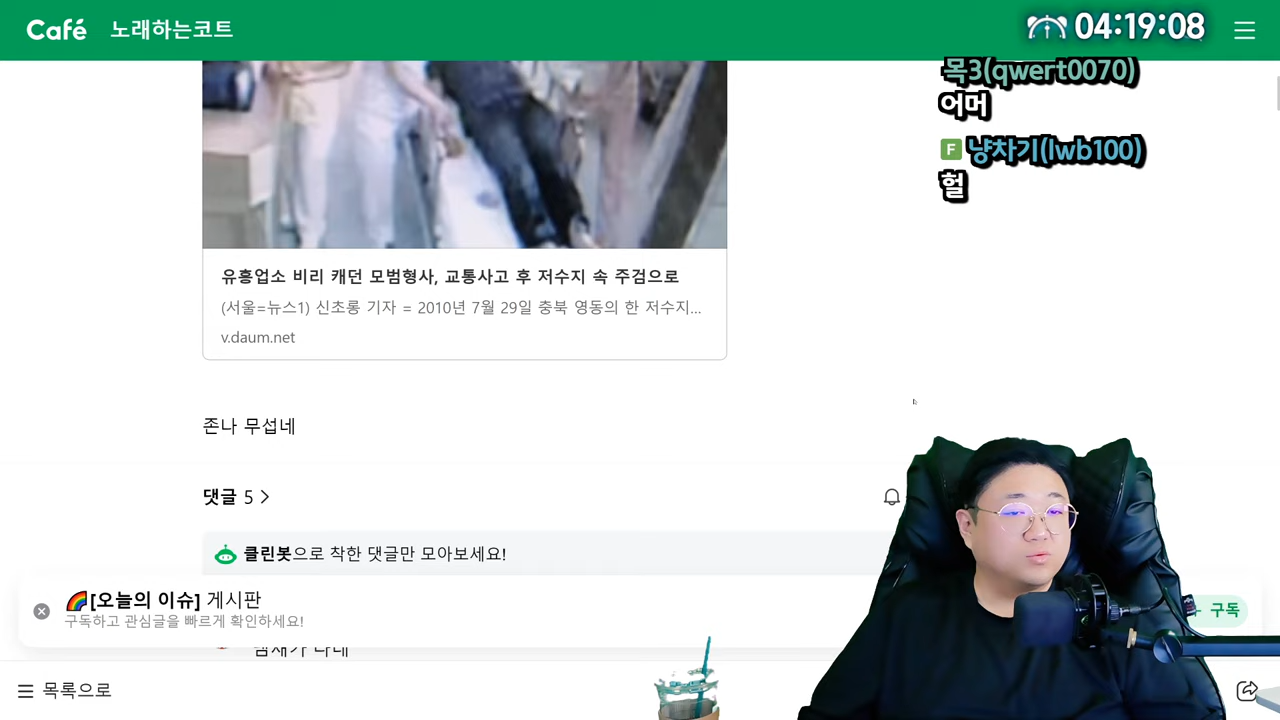 Café 노래하는코트
04:19:08
목3(qwert0070)
어머
F 냥차기(lwb100)
헐
유흥업소 비리 캐던 모범형사, 교통사고 후 저수지 속 주검으로
(서울=뉴스1) 신초롱 기자 = 2010년 7월 29일 충북 영동의 한 저수지...
v.daum.net
존나 무섭네
댓글 5
클린봇으로 착한 댓글만 모아보세요!
[오늘의 이슈] 게시판
구독하고 관심글을 빠르게 확인하세요!
구독
목록으로